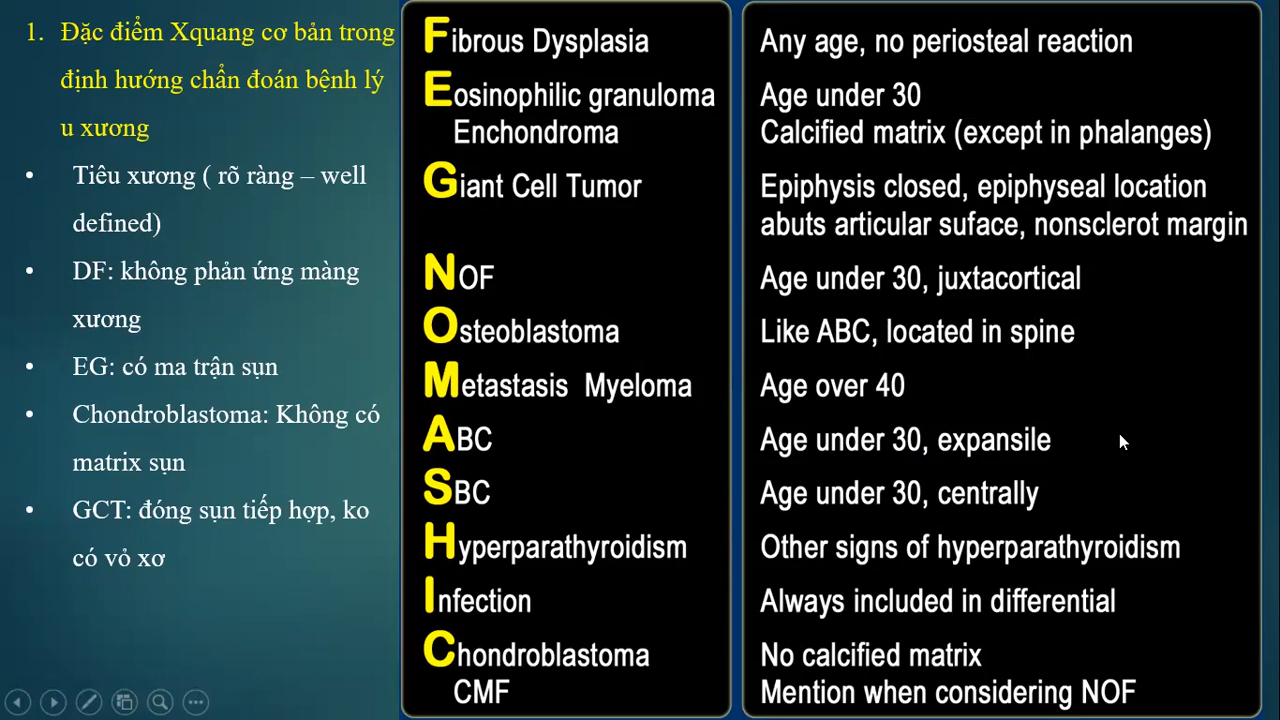 1. Đặc điểm Xquang cơ bản trong
định hướng chẩn đoán bệnh lý
u xương
• Tiêu xương ( rõ ràng – well
defined)
• DF: không phản ứng màng
xương
• EG: có ma trận sụn
• Chondroblastoma: Không có
matrix sụn
• GCT: đóng sụn tiếp hợp, ko
có vỏ xơ
Fibrous Dysplasia
Eosinophilic granuloma
Enchondroma
Giant Cell Tumor
NOF
Osteoblastoma
Metastasis Myeloma
ABC
SBC
Hyperparathyroidism
Infection
Chondroblastoma
CMF
Any age, no periosteal reaction
Age under 30
Calcified matrix (except in phalanges)
Epiphysis closed, epiphyseal location
abuts articular suface, nonsclerot margin
Age under 30, juxtacortical
Like ABC, located in spine
Age over 40
Age under 30, expansile
Age under 30, centrally
Other signs of hyperparathyroidism
Always included in differential
No calcified matrix
Mention when considering NOF